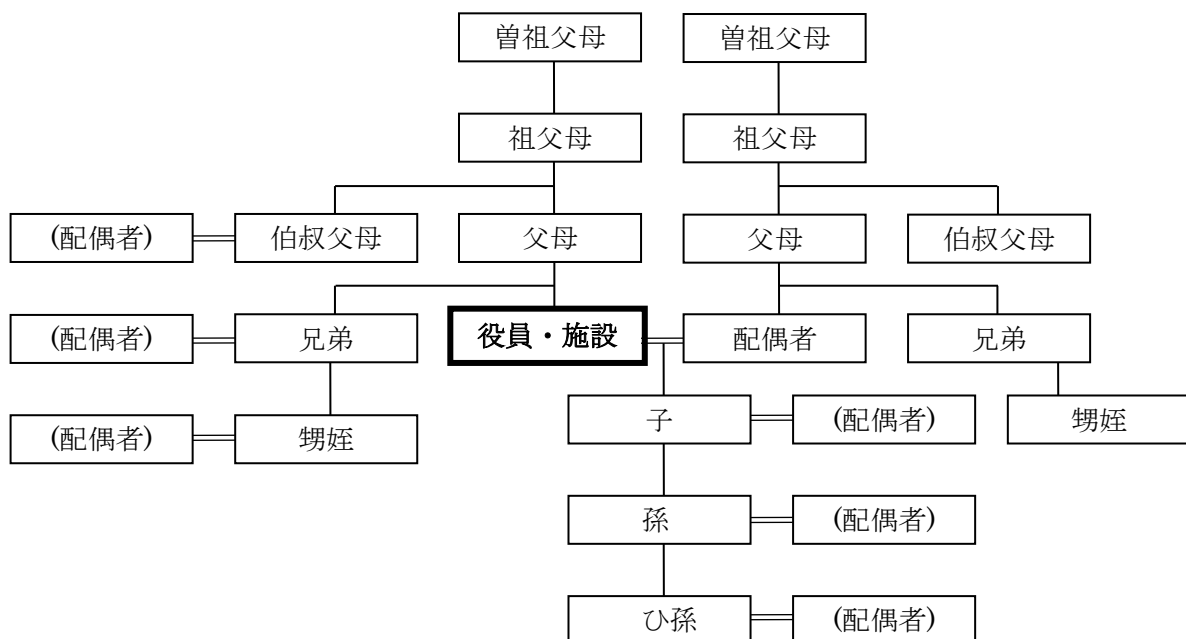 曽祖父母
曽祖父母
祖父母
祖父母
(配偶者)
伯叔父母
父母
父母
伯叔父母
(配偶者)
兄弟
役員・施設
配偶者
兄弟
(配偶者)
甥姪
子
(配偶者)
甥姪
孫
(配偶者)
ひ孫
(配偶者)